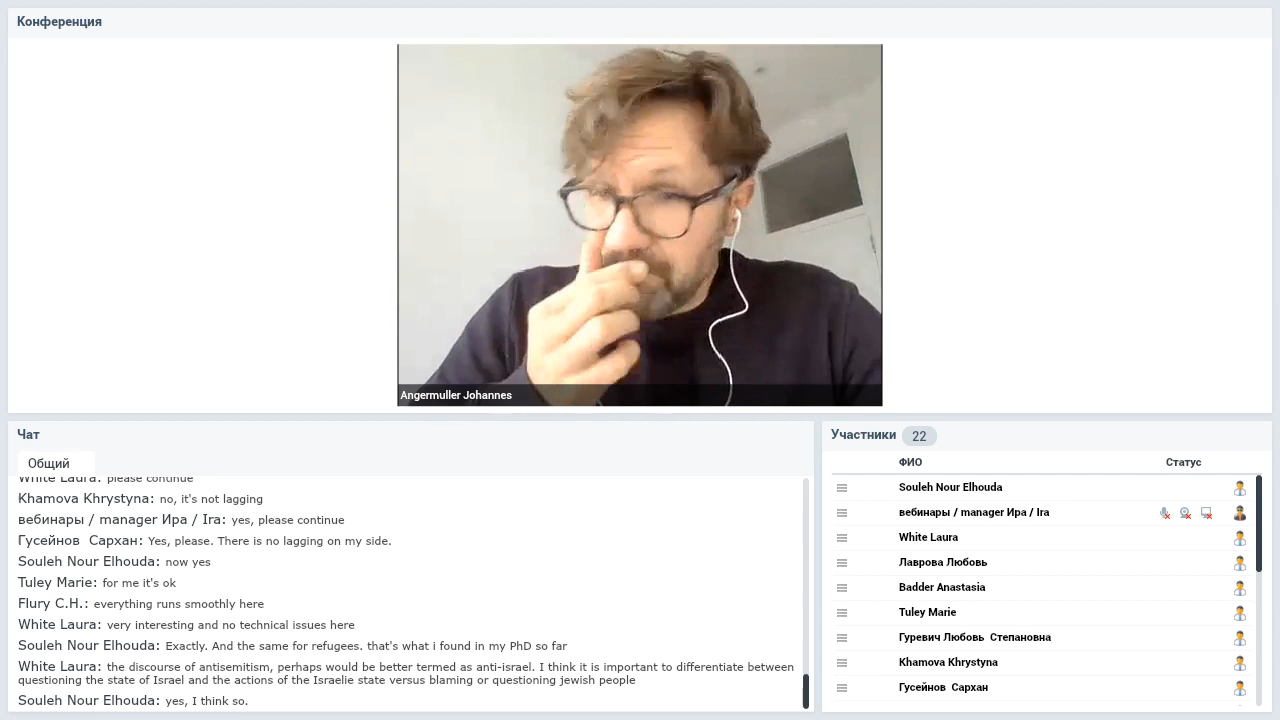 Конференция
Angermuller Johannes
Чат
Общий
White Laura: please continue
Khamova Khrystyna: no, it's not lagging
вебинары / manager Ира / Ira: yes, please continue
Гусейнов Сархан: Yes, please. There is no lagging on my side.
Souleh Nour Elhouda: now yes
Tuley Marie: for me it's ok
Flury C.H.: everything runs smoothly here
White Laura: very interesting and no technical issues here
Souleh Nour Elhouda: Exactly. And the same for refugees. that's what i found in my PhD so far
White Laura: the discourse of antisemitism, perhaps would be better termed as anti-israel. I think it is important to differentiate between
questioning the state of Israel and the actions of the Israelie state versus blaming or questioning jewish people
Souleh Nour Elhouda: yes, I think so.
Участники 22
ФИО Статус
Souleh Nour Elhouda
вебинары / manager Ира / Ira
White Laura
Лаврова Любовь
Badder Anastasia
Tuley Marie
Гуревич Любовь Степановна
Khamova Khrystyna
Гусейнов Сархан